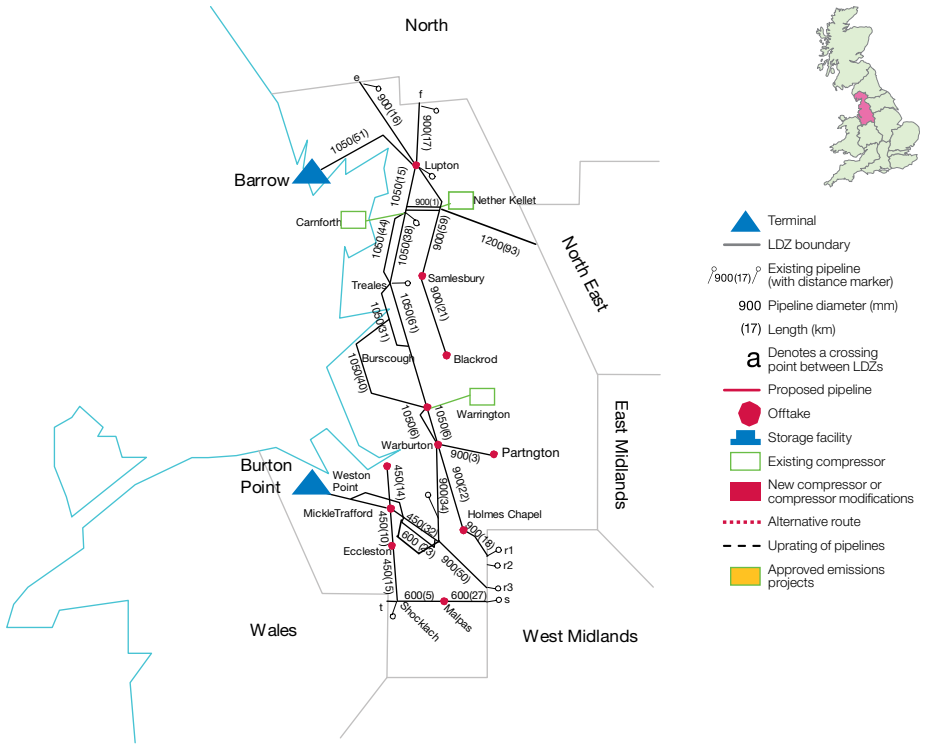 North
e
900(16)
f
900(17)
1050(51)
Lupton
Barrow
1050(15)
900(1)
Nether Kellet
Carnforth
1050(44)
1050(38)
900(59)
1200(93)
North East
Treales
Samlesbury
1050(31)
1050(61)
900(21)
Burscough
Blackrod
1050(40)
Warrington
1050(6)
1050(6)
Warburton
900(3)
Partngton
Burton
Point
Weston
Point
450(14)
900(34)
900(22)
MickleTrafford
Holmes Chapel
450(10)
450(32)
600 (23)
900(18)
Eccleston
900(50)
r1
r2
r3
450(15)
600(5)
600(27)
s
t
Shocklach
Malpas
Wales
West Midlands
East Midlands
Terminal
LDZ boundary
900(17)
Existing pipeline
(with distance marker)
900 Pipeline diameter (mm)
(17) Length (km)
a Denotes a crossing
point between LDZs
Proposed pipeline
Offtake
Storage facility
Existing compressor
New compressor or
compressor modifications
Alternative route
Uprating of pipelines
Approved emissions
projects